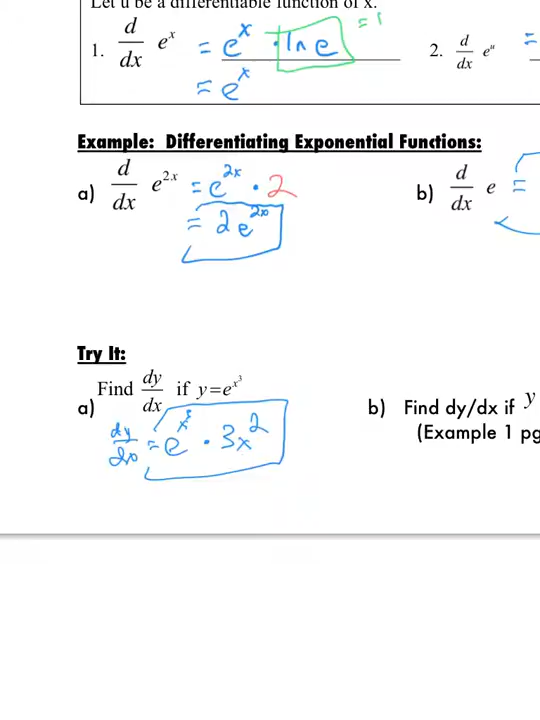 Let u be a differentiable function of x.
1. d/dx e^x = e^x · ln e = 1
= e^x
2. d/dx e^u =
Example: Differentiating Exponential Functions:
a) d/dx e^{2x} = e^{2x} · 2
= 2e^{2x}
b) d/dx e =
Try It:
a) Find dy/dx if y=e^{x^3}
dy/dx = e^{x^3} · 3x^2
b) Find dy/dx if y
(Example 1 pg